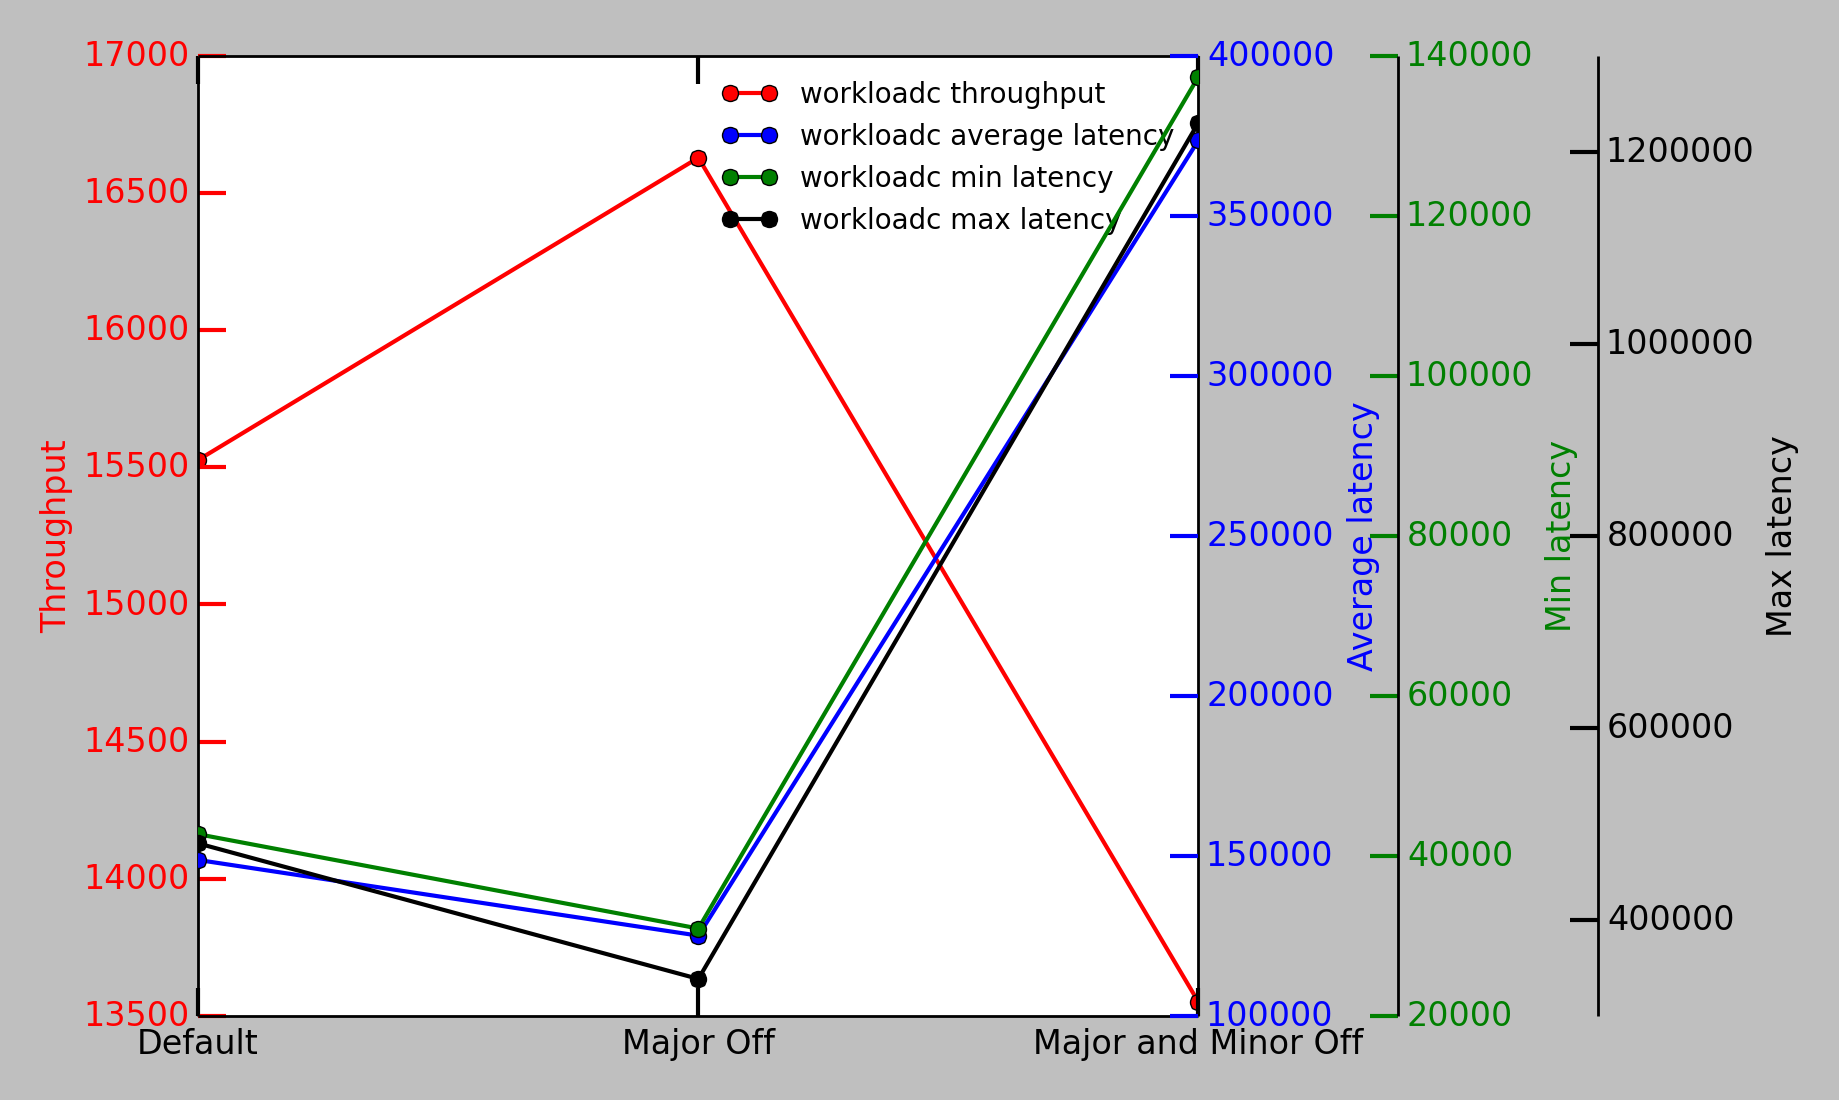 17000
16500
16000
15500
15000
14500
14000
13500
Throughput
workloadc throughput
workloadc average latency
workloadc min latency
workloadc max latency
400000
350000
300000
250000
200000
150000
100000
Average latency
140000
120000
100000
80000
60000
40000
20000
Min latency
1200000
1000000
800000
600000
400000
Max latency
Default
Major Off
Major and Minor Off